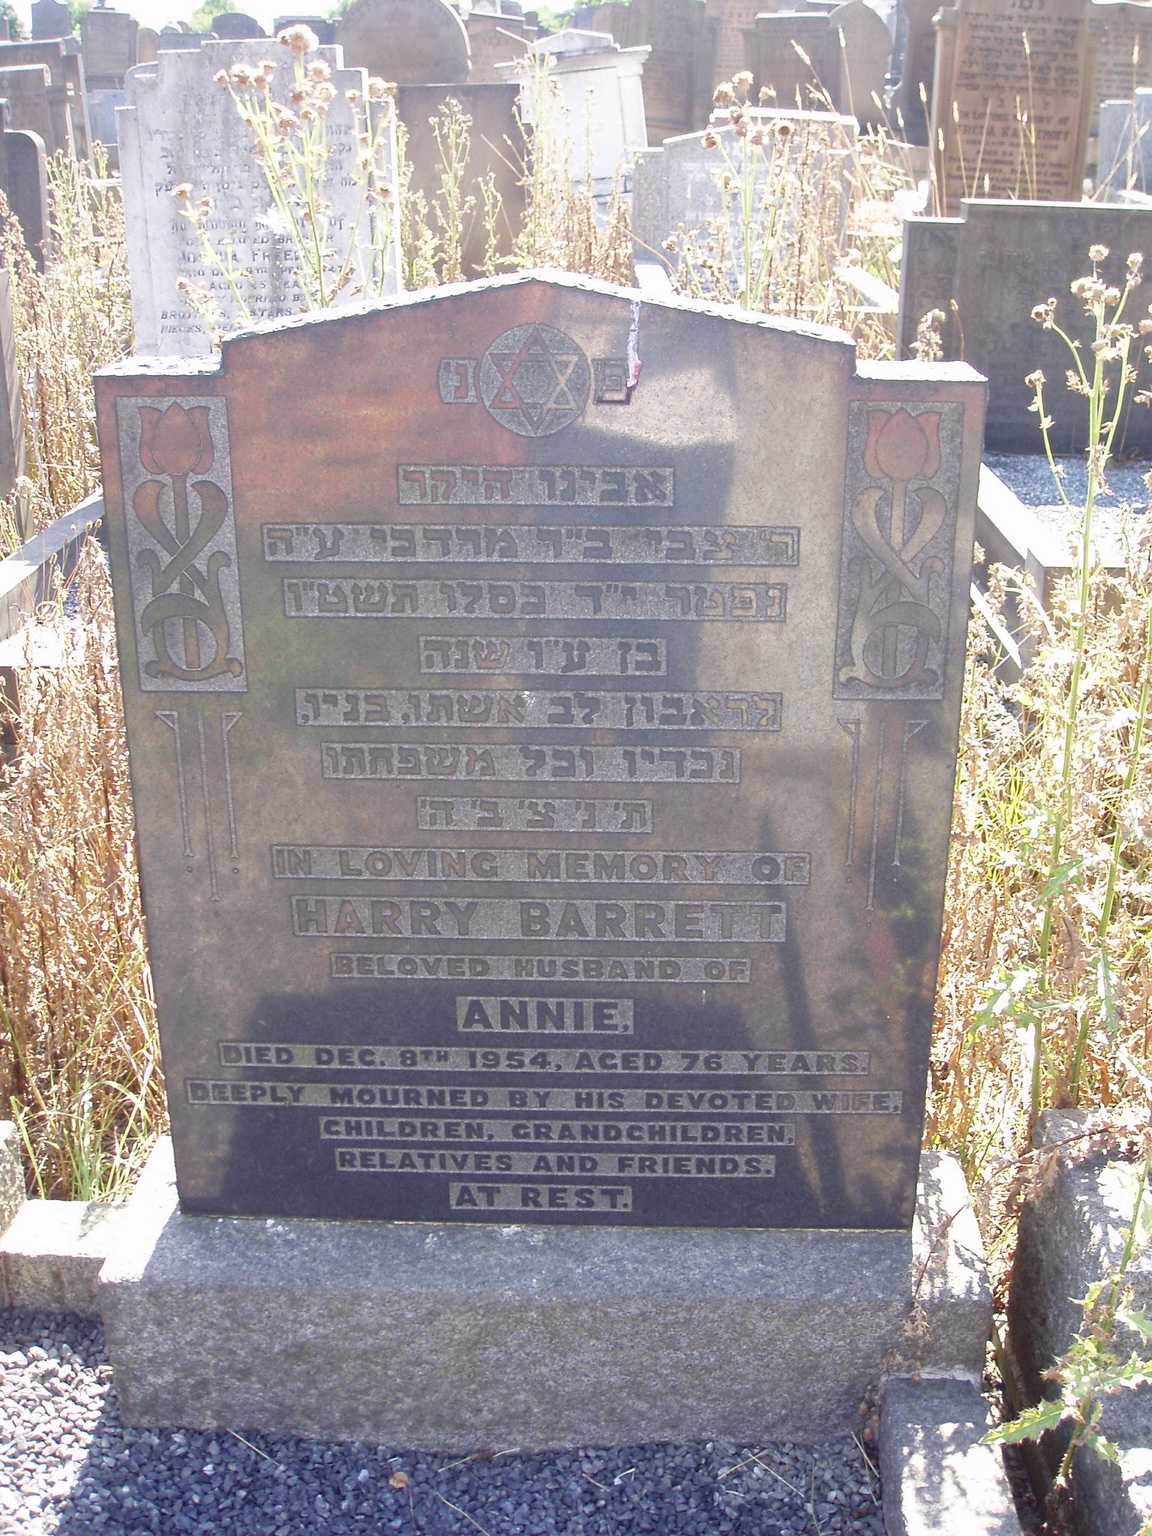 פ נ
אבינו היקר
ר' צבי ב"ר מרדכי ע"ה
נפטר י"ד כסלו תשט"ו
בן ע"ו שנה
לדאבון לב אשתו, בניו,
נכדיו וכל משפחתו
ת' נ' צ' ב' ה'
IN LOVING MEMORY OF
HARRY BARRETT
BELOVED HUSBAND OF
ANNIE,
DIED DEC. 8TH 1954, AGED 76 YEARS.
DEEPLY MOURNED BY HIS DEVOTED WIFE,
CHILDREN, GRANDCHILDREN,
RELATIVES AND FRIENDS.
AT REST.